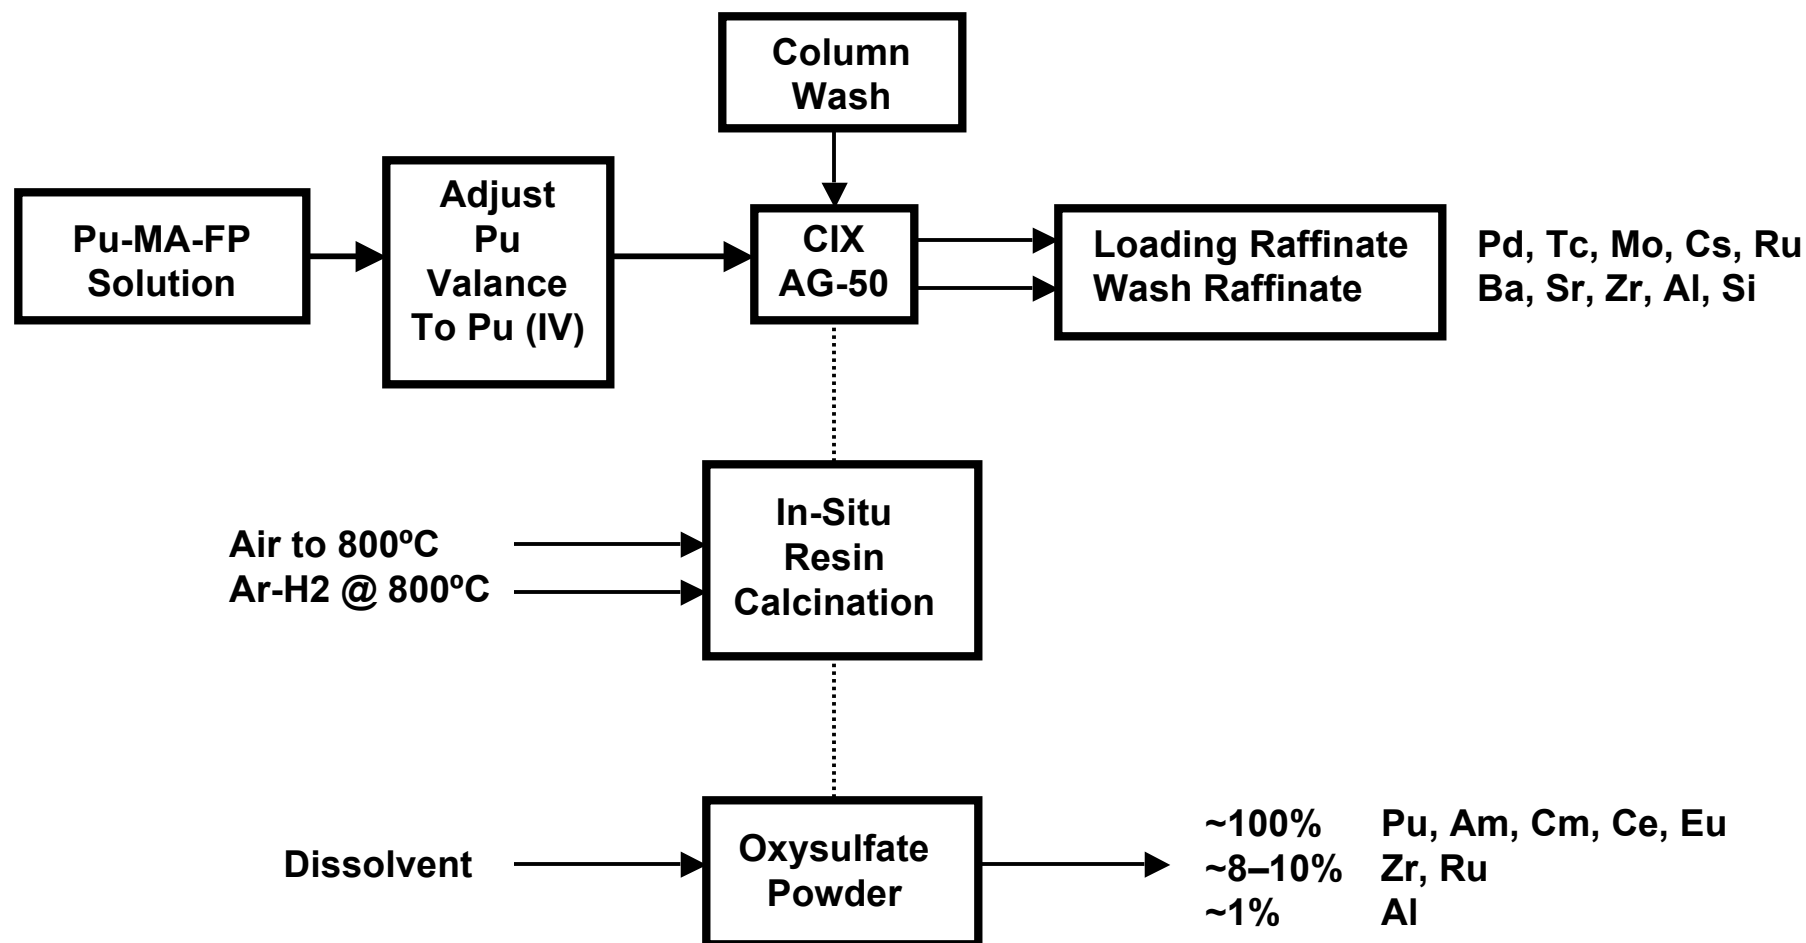 Column
Wash
Pu-MA-FP
Solution
Adjust
Pu
Valance
To Pu (IV)
CIX
AG-50
Loading Raffinate
Wash Raffinate
Pd, Tc, Mo, Cs, Ru
Ba, Sr, Zr, Al, Si
Air to 800ºC
Ar-H2 @ 800ºC
In-Situ
Resin
Calcination
Dissolvent
Oxysulfate
Powder
~100% Pu, Am, Cm, Ce, Eu
~8–10% Zr, Ru
~1% Al